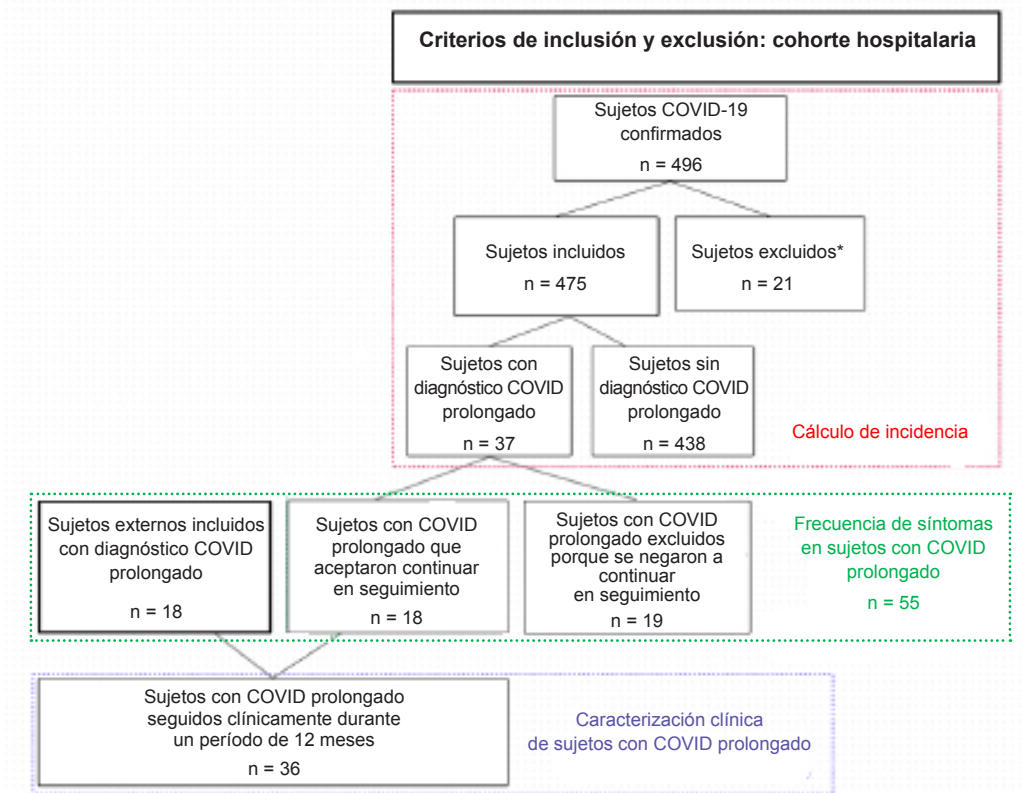 Criterios de inclusión y exclusión: cohorte hospitalaria
Sujetos COVID-19
confirmados
n = 496
Sujetos incluidos
n = 475
Sujetos excluidos*
n = 21
Sujetos con
diagnóstico COVID
prolongado
n = 37
Sujetos sin
diagnóstico COVID
prolongado
n = 438
Cálculo de incidencia
Sujetos externos incluidos
con diagnóstico COVID
prolongado
n = 18
Sujetos con COVID
prolongado que
aceptaron continuar
en seguimiento
n = 18
Sujetos con COVID
prolongado excluidos
porque se negaron a
continuar
en seguimiento
n = 19
Frecuencia de síntomas
en sujetos con COVID
prolongado
n = 55
Sujetos con COVID prolongado
seguidos clínicamente durante
un período de 12 meses
n = 36
Caracterización clínica
de sujetos con COVID prolongado